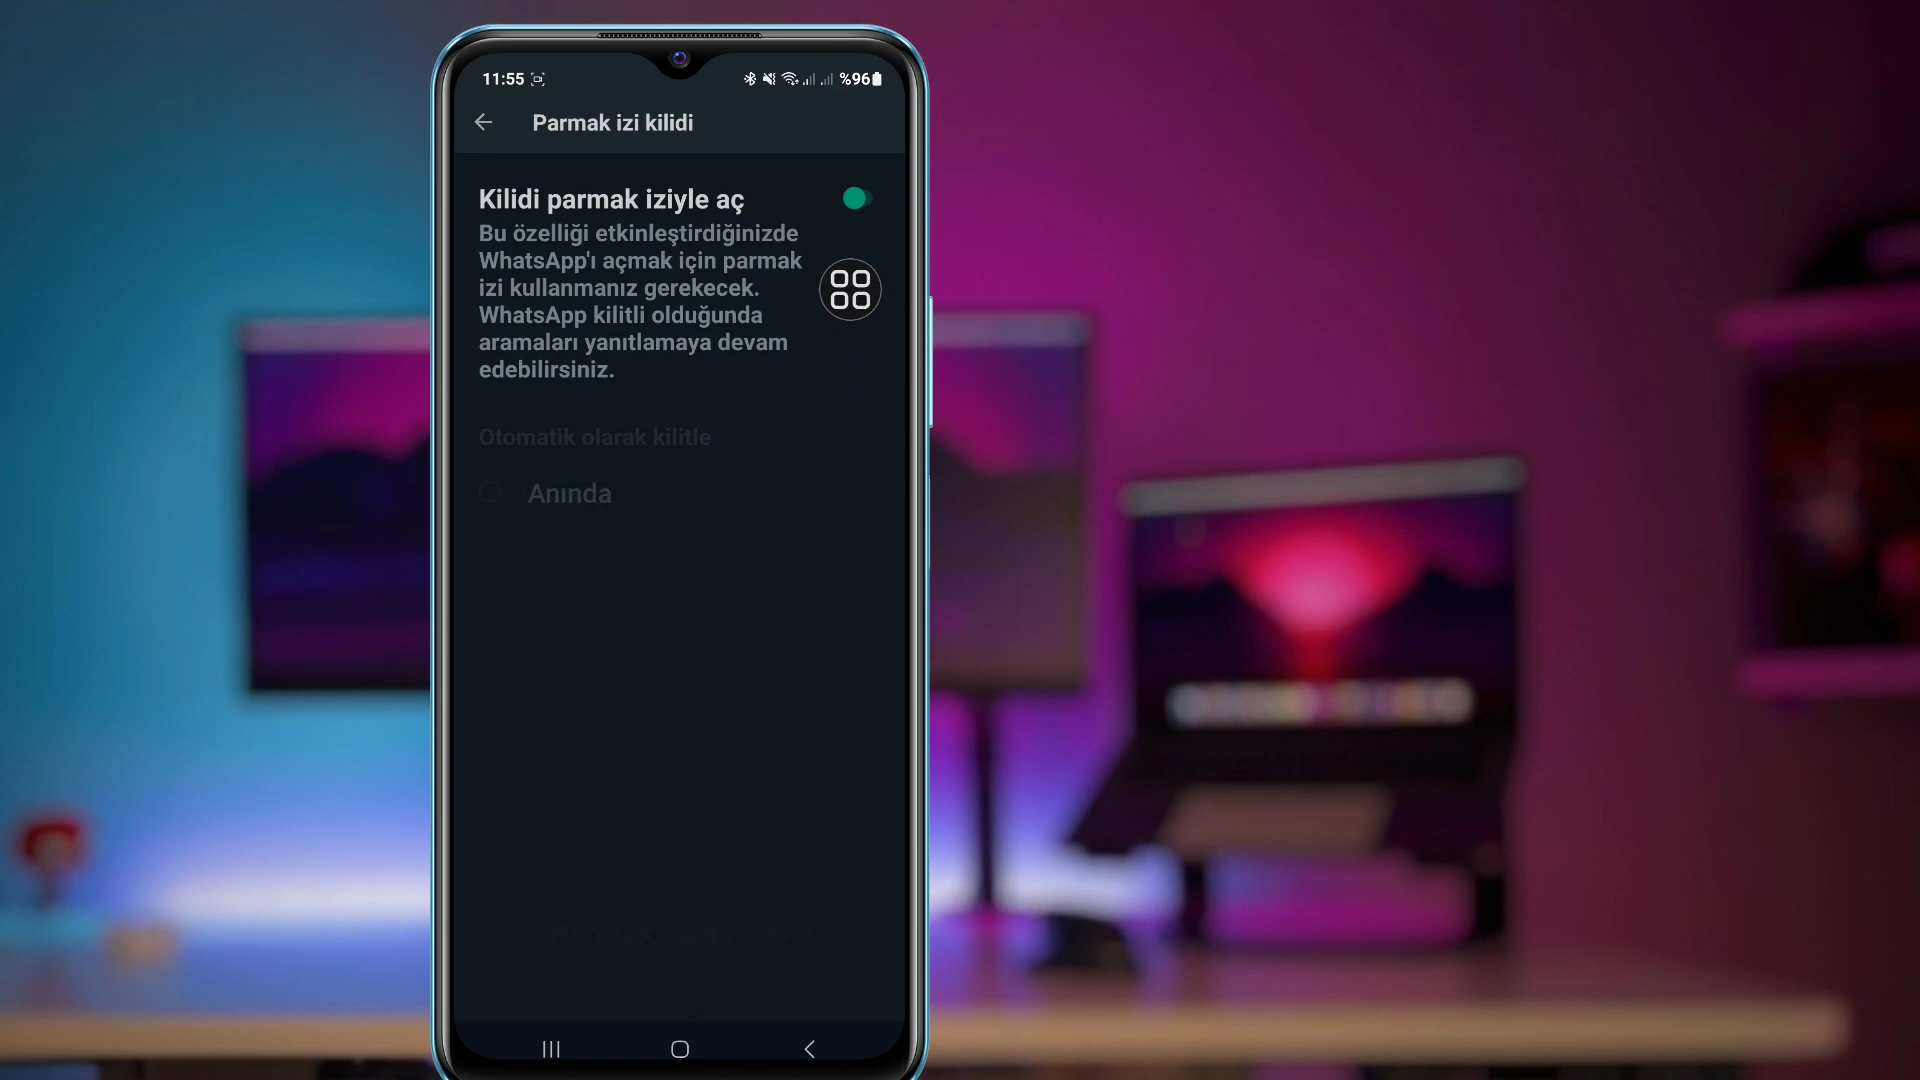 11:55 %96
Parmak izi kilidi
Kilidi parmak iziyle aç
Bu özelliği etkinleştirdiğinizde
WhatsApp'ı açmak için parmak
izi kullanmanız gerekecek.
WhatsApp kilitli olduğunda
aramaları yanıtlamaya devam
edebilirsiniz.
Otomatik olarak kilitle
Anında